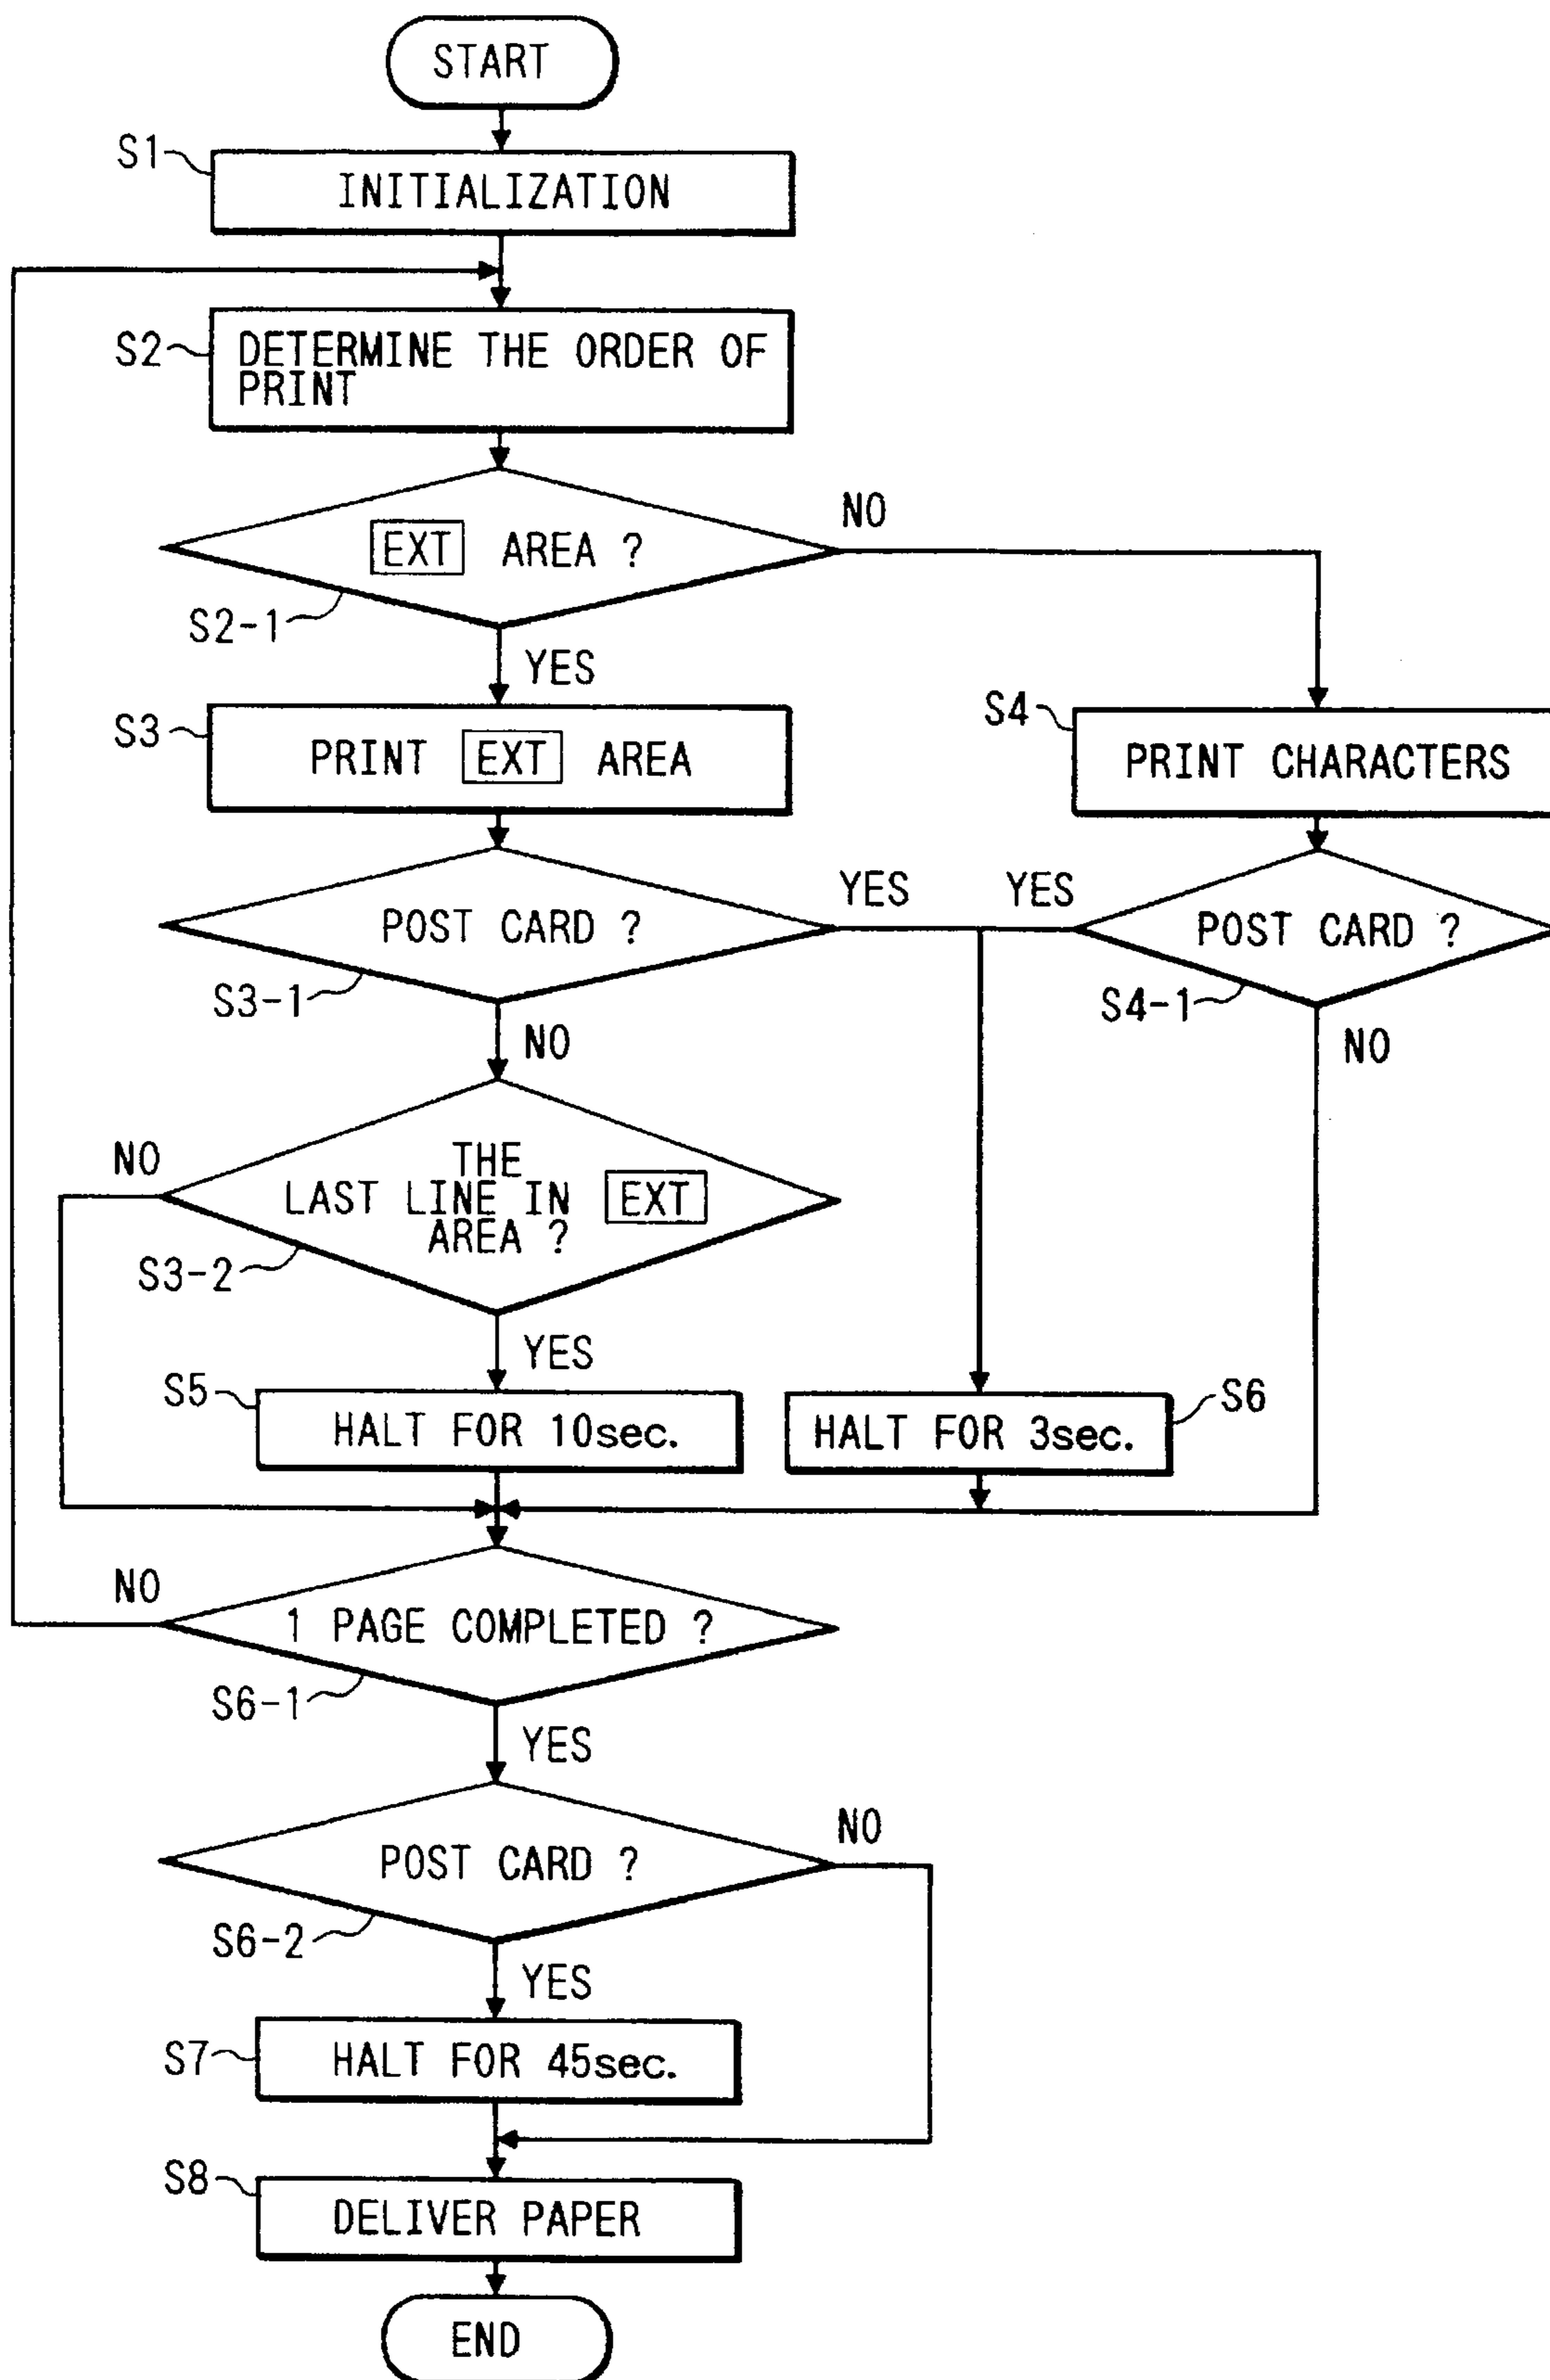 START
S1
INITIALIZATION
S2
DETERMINE THE ORDER OF
PRINT
EXT AREA ?
NO
S2-1
YES
S3
PRINT EXT AREA
S4
PRINT CHARACTERS
POST CARD ?
YES
YES
POST CARD ?
S3-1
S4-1
NO
NO
NO
THE
LAST LINE IN EXT
AREA ?
S3-2
YES
S5
HALT FOR 10sec.
HALT FOR 3sec.
S6
NO
1 PAGE COMPLETED ?
S6-1
YES
POST CARD ?
NO
S6-2
YES
S7
HALT FOR 45sec.
S8
DELIVER PAPER
END